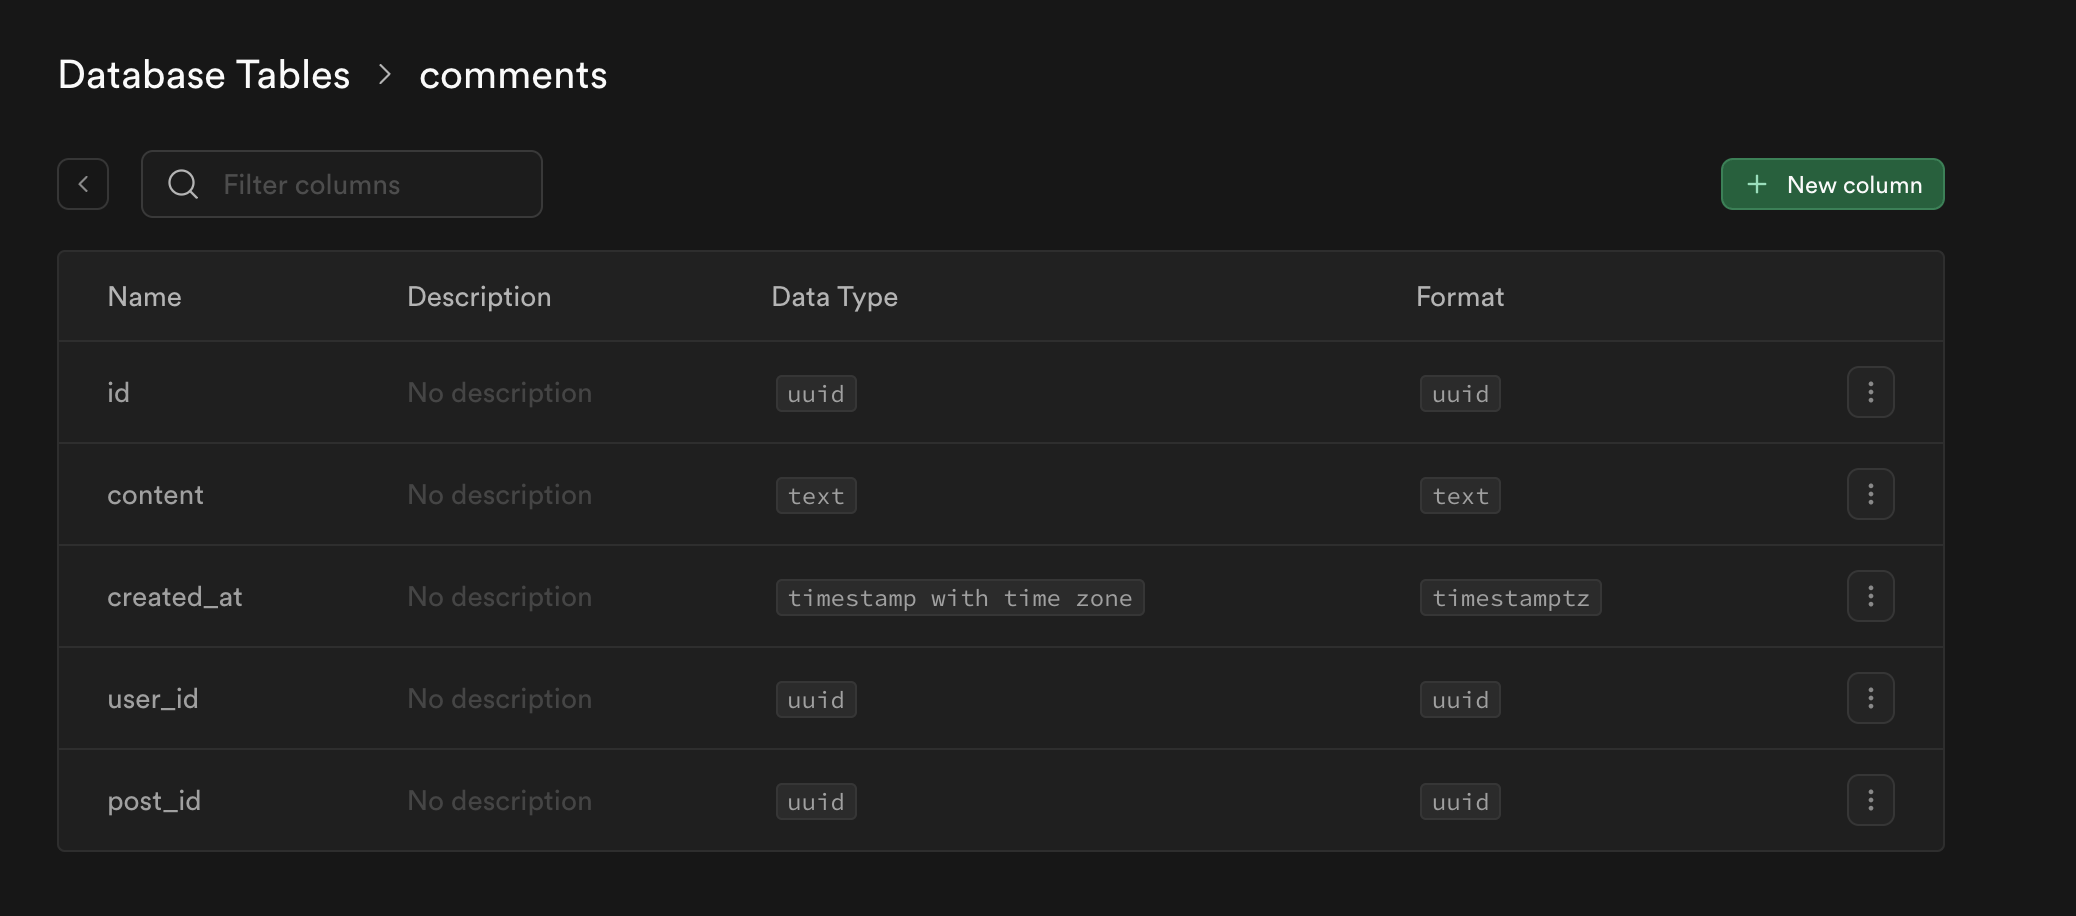 Database Tables > comments
Filter columns
+ New column
Name Description Data Type Format
id No description uuid uuid
content No description text text
created_at No description timestamp with time zone timestamptz
user_id No description uuid uuid
post_id No description uuid uuid